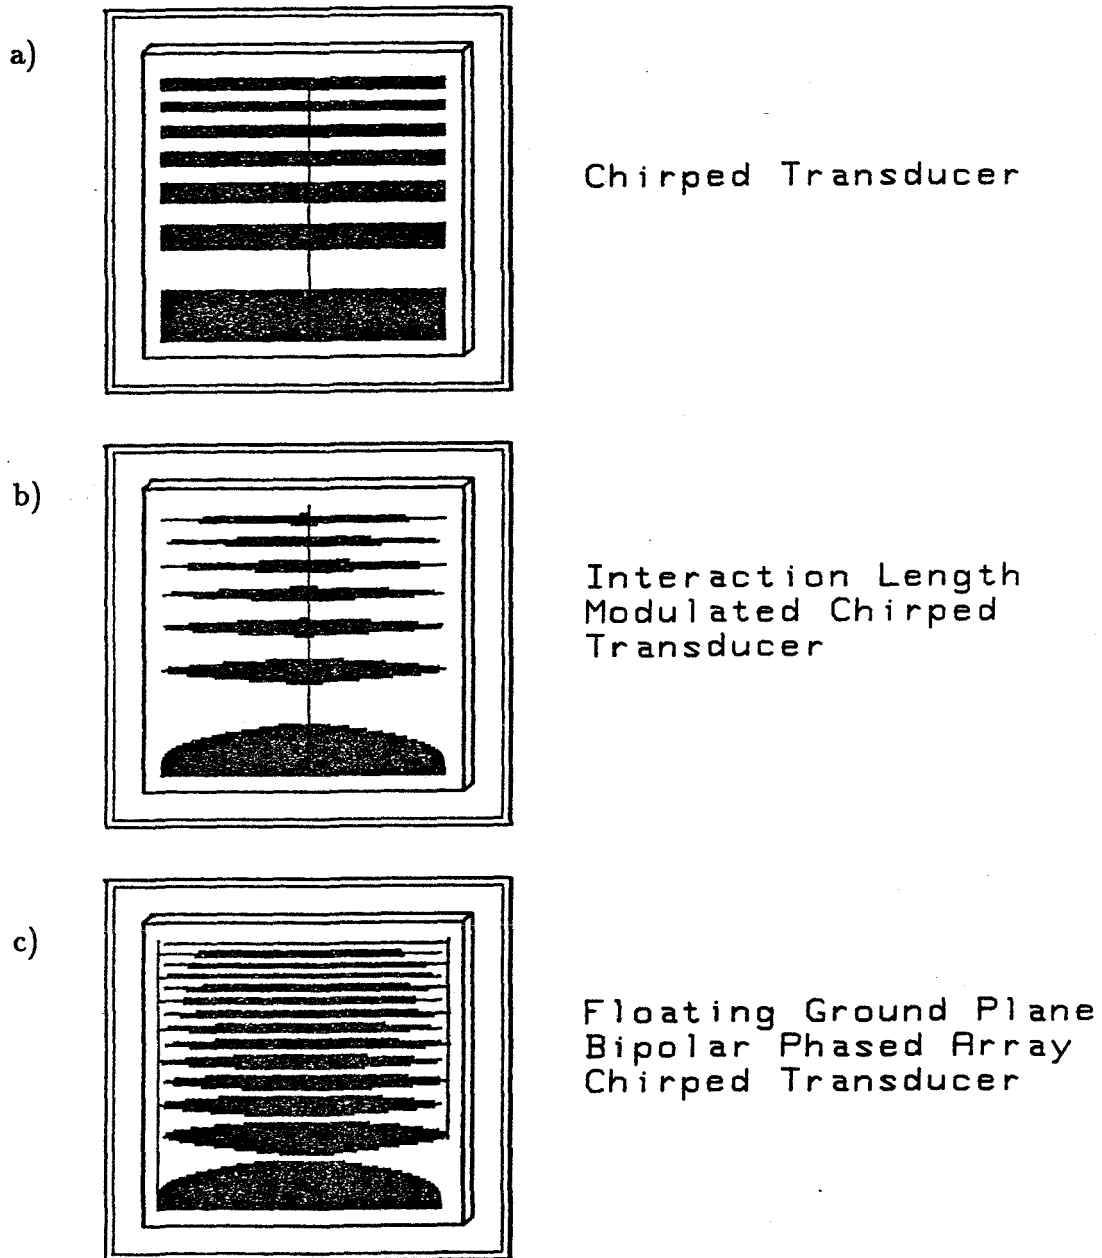 a)
Chirped Transducer
b)
Interaction Length
Modulated Chirped
Transducer
c)
Floating Ground Plane
Bipolar Phased Array
Chirped Transducer